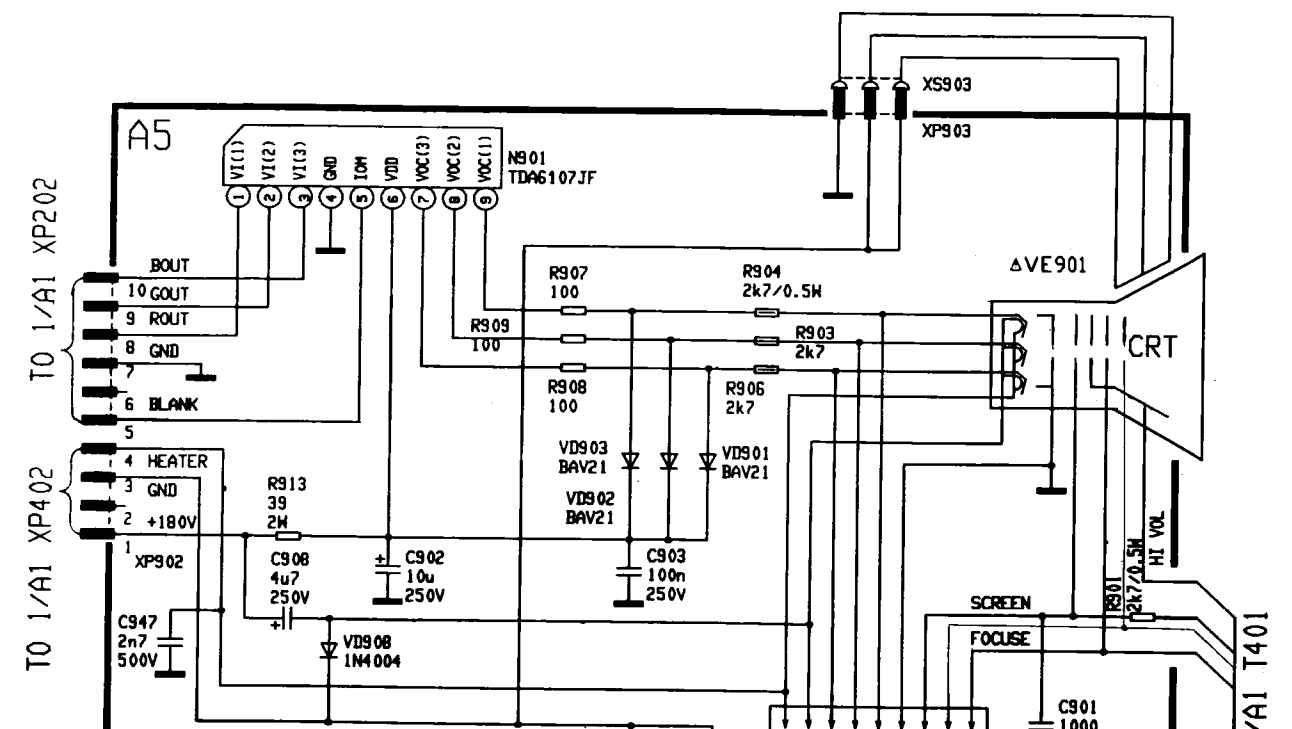 XS903
XP903
A5
VI(1)
VI(2)
VI(3)
GND
IOM
VDD
VOC(3)
VOC(2)
VOC(1)
N901
TDA6107JF
1
2
3
4
5
6
7
8
9
TO 1/A1 XP202
BOUT
10 GOUT
9 ROUT
8 GND
7
6 BLANK
5
R907
100
R904
2k7/0.5W
R909
100
R903
2k7
R908
100
R906
2k7
⚠VE901
CRT
TO 1/A1 XP402
4 HEATER
3 GND
2 +180V
1
XP902
R913
39
2W
VD903
BAV21
VD901
BAV21
VD902
BAV21
C908
4u7
250V
+
+
C902
10u
250V
C903
100n
250V
C947
2n7
500V
VD908
1N4004
SCREEN
FOCUSE
R901
2k7/0.5W
HI VOL
C901
1000
/A1 T401